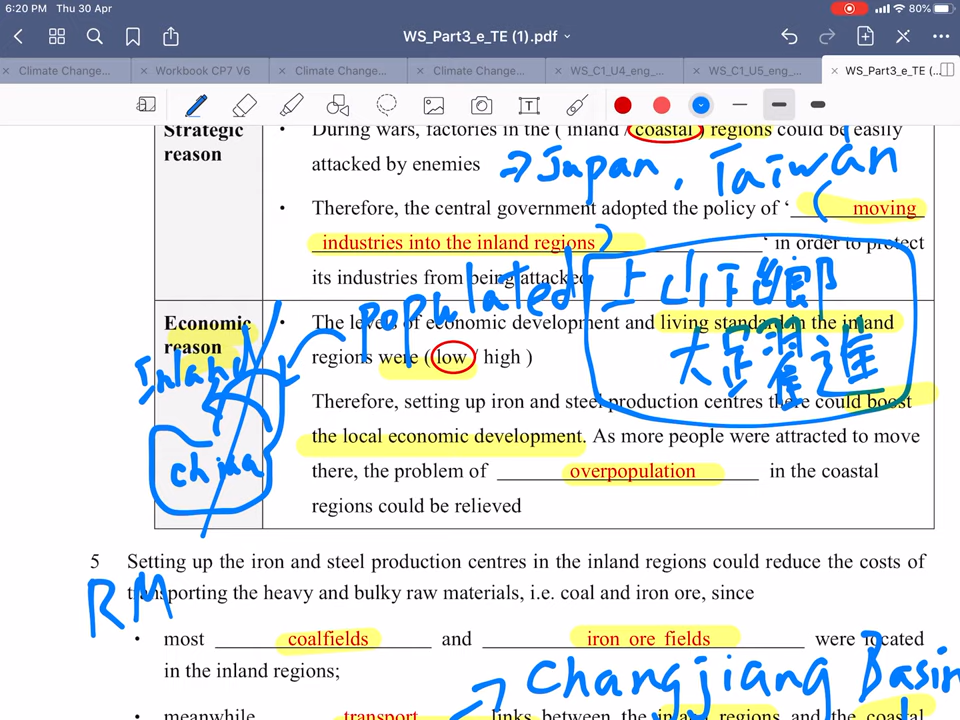 6:20 PM Thu 30 Apr
80%
WS_Part3_e_TE (1).pdf
Climate Change...
Workbook CP7 V6
Climate Change...
Climate Change...
WS_C1_U4_eng_...
WS_C1_U5_eng_...
WS_Part3_e_TE (...
Strategic reason
• During wars, factories in the ( inland / coastal ) regions could be easily
attacked by enemies
⇒ Japan, Taiwan
• Therefore, the central government adopted the policy of ‘ ( moving
industries into the inland regions ) ‘ in order to protect
its industries from being attacked
上山下鄉
大躍進
populated
Economic reason
• The level of economic development and living standard in the inland
regions were ( low / high )
Inland
china
Therefore, setting up iron and steel production centres there could boost
the local economic development. As more people were attracted to move
there, the problem of overpopulation in the coastal
regions could be relieved
5 Setting up the iron and steel production centres in the inland regions could reduce the costs of
transporting the heavy and bulky raw materials, i.e. coal and iron ore, since
RM
• most coalfields and iron ore fields were located
in the inland regions;
Changjiang Basin
• meanwhile transport links between the inland regions and the coastal